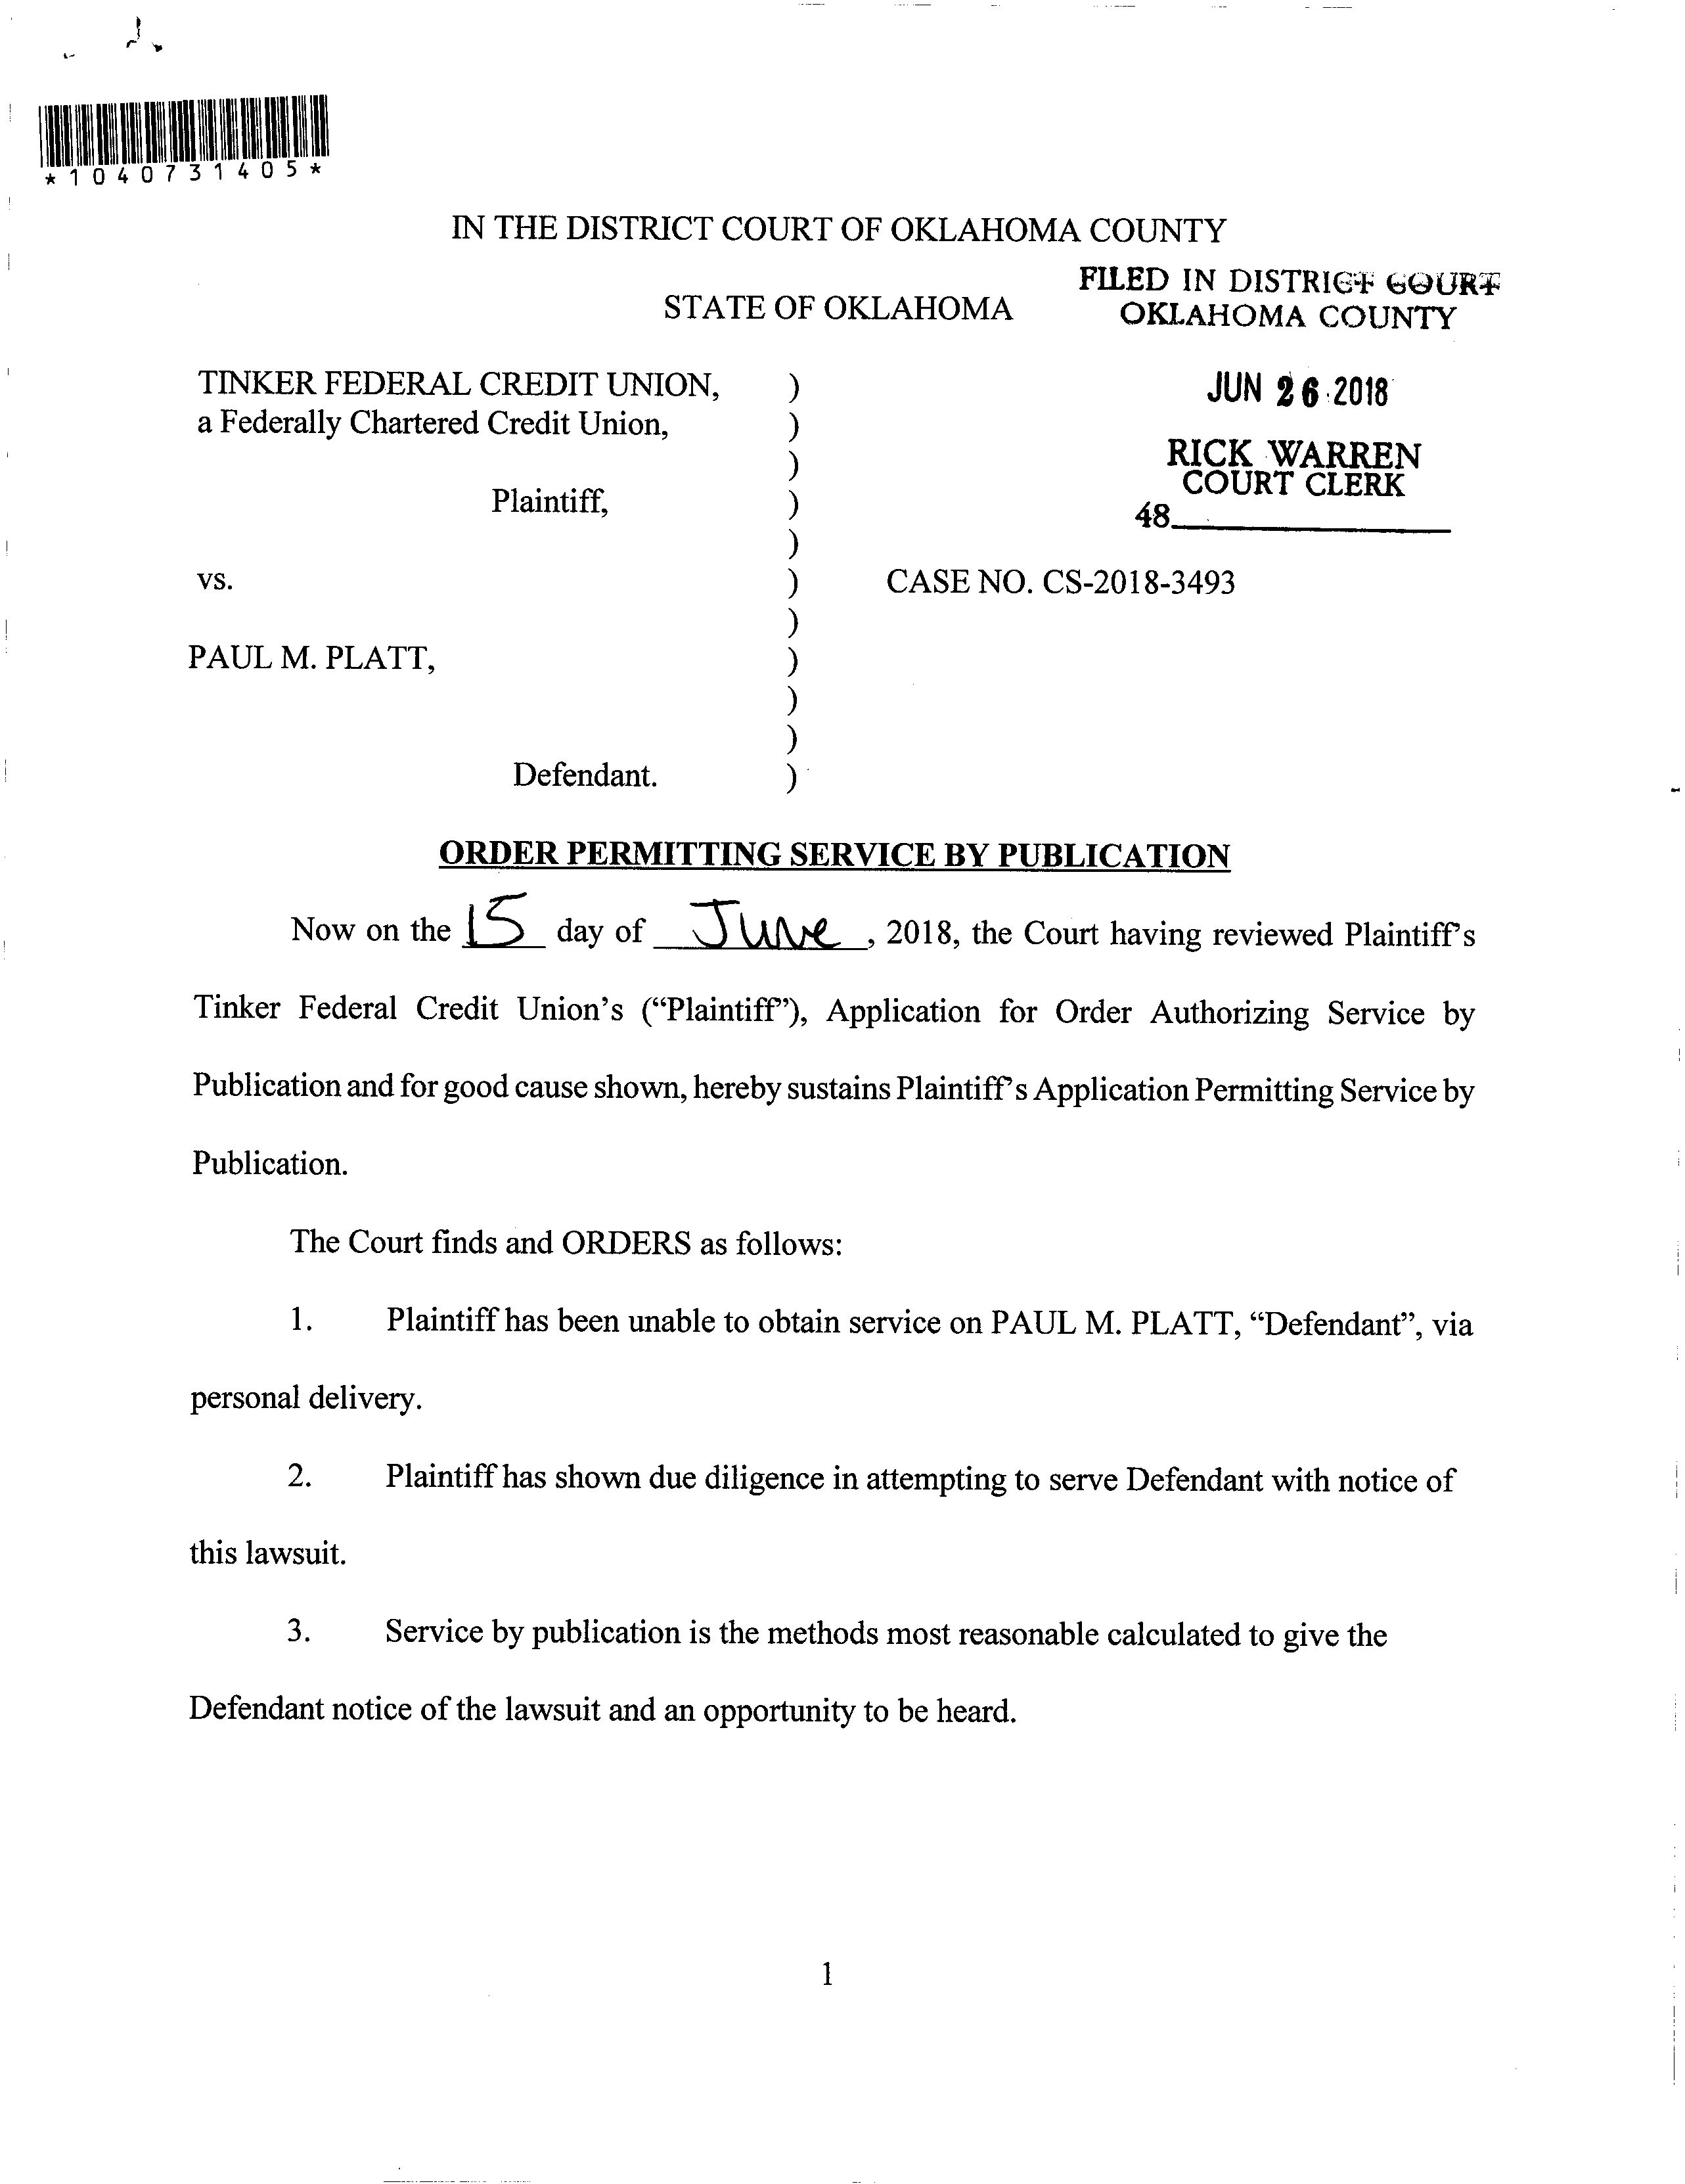 *1040731405*
IN THE DISTRICT COURT OF OKLAHOMA COUNTY
FILED IN DISTRICT COURT
STATE OF OKLAHOMA
OKLAHOMA COUNTY
TINKER FEDERAL CREDIT UNION, )
JUN 26 2018
a Federally Chartered Credit Union, )
)
RICK WARREN
COURT CLERK
Plaintiff, )
48
)
vs. ) CASE NO. CS-2018-3493
)
PAUL M. PLATT, )
)
)
Defendant. )
ORDER PERMITTING SERVICE BY PUBLICATION
Now on the 15 day of June, 2018, the Court having reviewed Plaintiff's
Tinker Federal Credit Union's (“Plaintiff”), Application for Order Authorizing Service by
Publication and for good cause shown, hereby sustains Plaintiff's Application Permitting Service by
Publication.
The Court finds and ORDERS as follows:
1. Plaintiff has been unable to obtain service on PAUL M. PLATT, “Defendant”, via
personal delivery.
2. Plaintiff has shown due diligence in attempting to serve Defendant with notice of
this lawsuit.
3. Service by publication is the methods most reasonable calculated to give the
Defendant notice of the lawsuit and an opportunity to be heard.
1